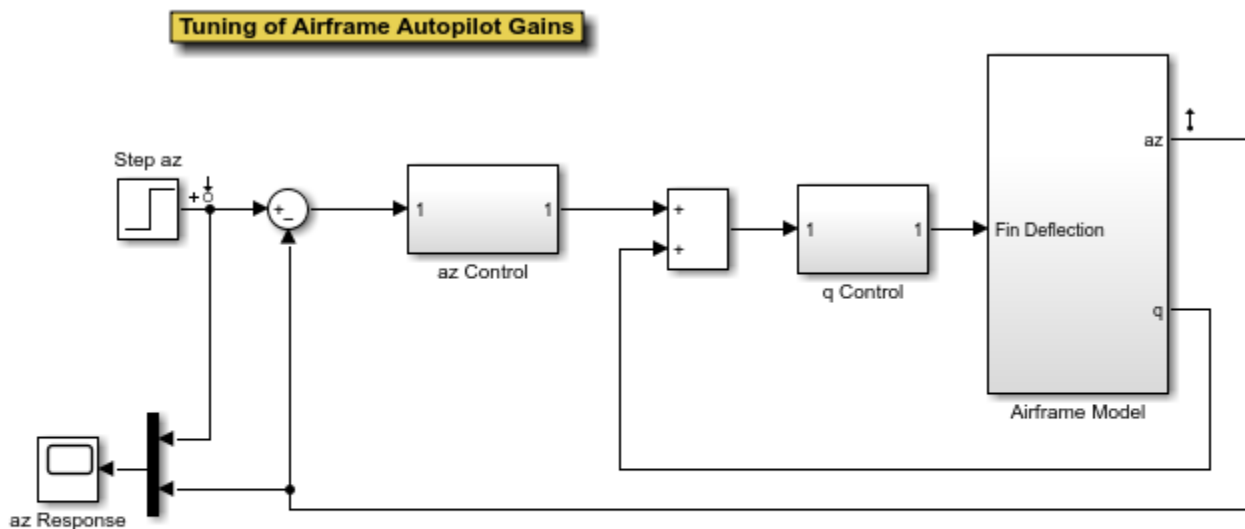 Tuning of Airframe Autopilot Gains
Step az
+
+
−
1
1
az Control
+
+
1
1
q Control
Fin Deflection
az
q
Airframe Model
az Response